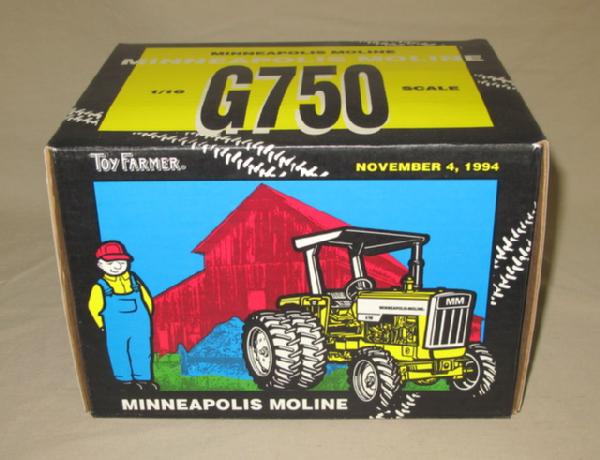 MINNEAPOLIS MOLINE
MINNEAPOLIS MOLINE
1/16 G750 SCALE
TOY FARMER
NOVEMBER 4, 1994
MINNEAPOLIS-MOLINE
MM
MINNEAPOLIS MOLINE